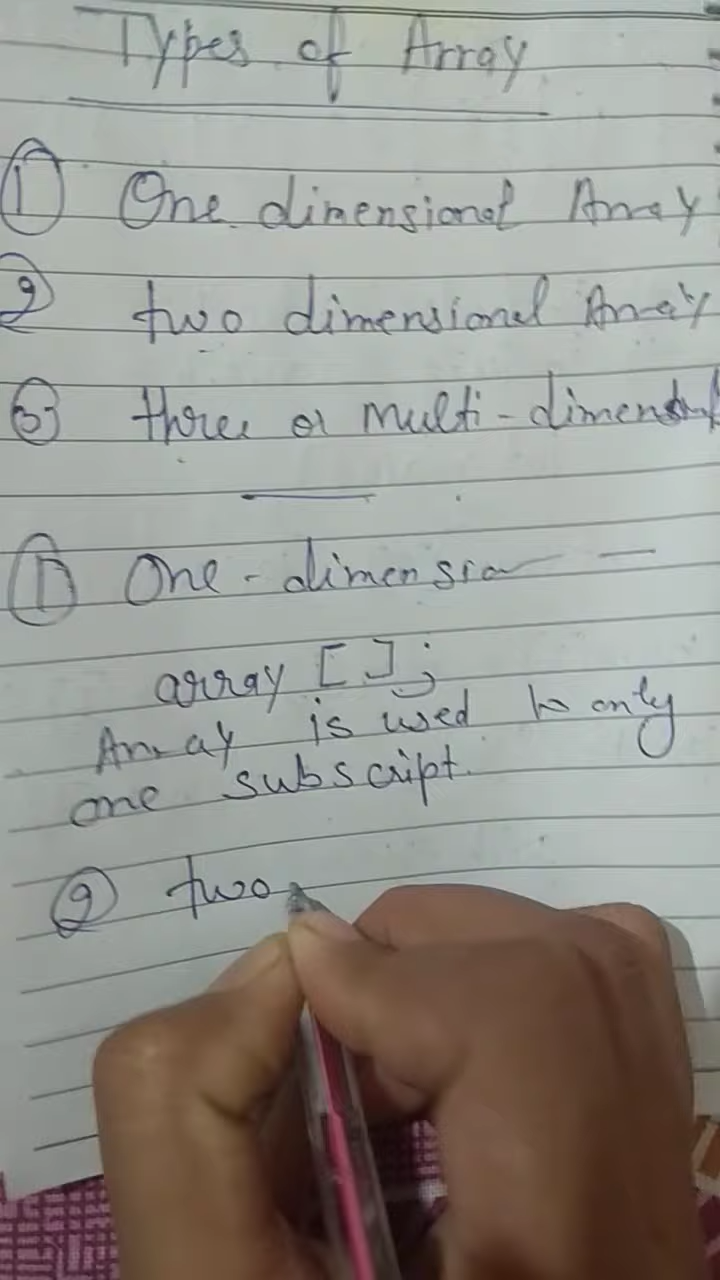 Types of Array
① One dimensional Array
② two dimensional Array
③ three or multi-dimensional
① One-dimension —
array [ ];
Array is used to only
one subscript.
② two